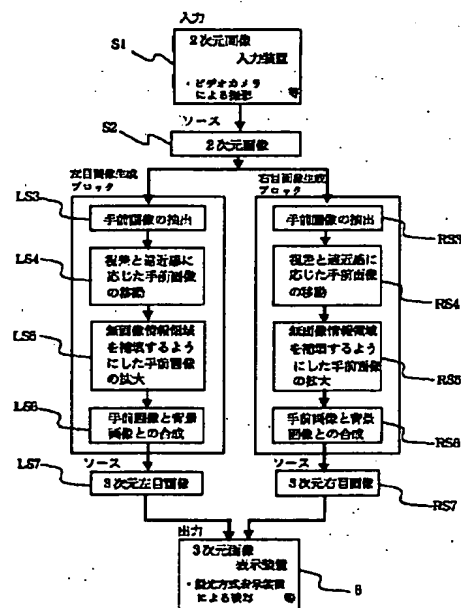 入力
S1
2次元画像
入力装置
・ビデオカメラ
による撮影
等
ソース
S2
2次元画像
左目画像生成
ブロック
右目画像生成
ブロック
LS3
手前画像の抽出
手前画像の抽出
RS3
LS4
視差と遠近感に
応じた手前画像
の移動
視差と遠近感に
応じた手前画像
の移動
RS4
LS5
無画像情報領域
を補填するよう
にした手前画像
の拡大
無画像情報領域
を補填するよう
にした手前画像
の拡大
RS5
LS6
手前画像と背景
画像との合成
手前画像と背景
画像との合成
RS6
LS7
ソース
3次元左目画像
ソース
3次元右目画像
RS7
出力
3次元画像
表示装置
による
等
8